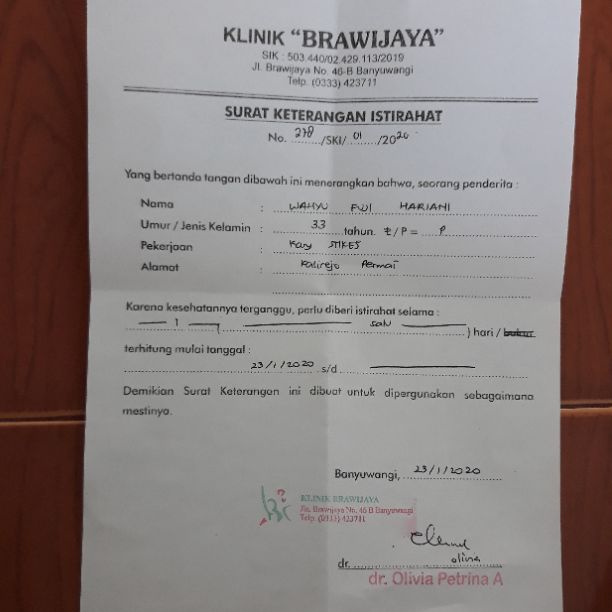 KLINIK "BRAWIJAYA"
SIK : 503.440/02.429.113/2019
Jl. Brawijaya No. 46-B Banyuwangi
Telp. (0333) 423711
SURAT KETERANGAN ISTIRAHAT
No. 278 /SKI/ 01 /2020
Yang bertanda tangan dibawah ini menerangkan bahwa, seorang penderita :
Nama : WAHYU HARIANI
Umur / Jenis Kelamin : 33 tahun. L/P = P
Pekerjaan : Kary STIKES
Alamat : Kalirejo Permai
Karena kesehatannya terganggu, perlu diberi istirahat selama :
— 1 — ( — satu — ) hari / bulan
terhitung mulai tanggal :
23/1/2020 s/d —
Demikian Surat Keterangan ini dibuat untuk dipergunakan sebagaimana
mestinya.
Banyuwangi, 23/1/2020
KLINIK BRAWIJAYA
Jln. Brawijaya No. 46 B Banyuwangi
Telp. (0333) 423711
dr. olivia
dr. Olivia Petrina A